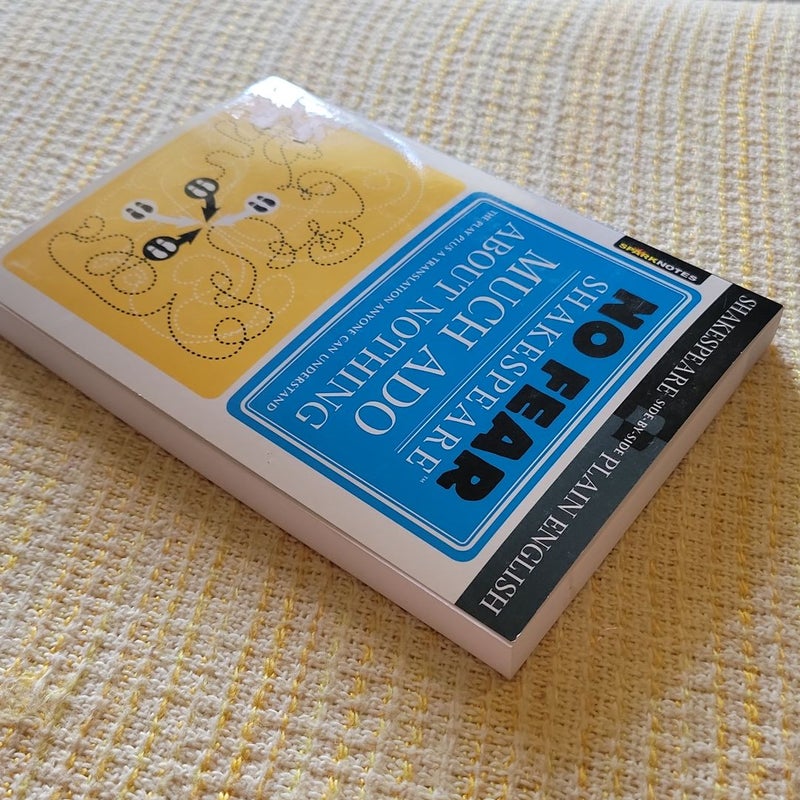 SHAKESPEARE SIDE-BY-SIDE PLAIN ENGLISH
SPARKNOTES
NO FEAR
SHAKESPEARE™
MUCH ADO
ABOUT NOTHING
THE PLAY PLUS A TRANSLATION ANYONE CAN UNDERSTAND